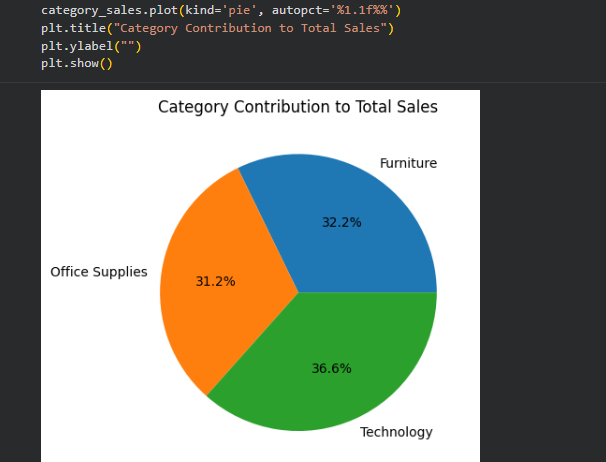 category_sales.plot(kind='pie', autopct='%1.1f%%')
plt.title("Category Contribution to Total Sales")
plt.ylabel("")
plt.show()
Category Contribution to Total Sales
Furniture
32.2%
Office Supplies
31.2%
36.6%
Technology